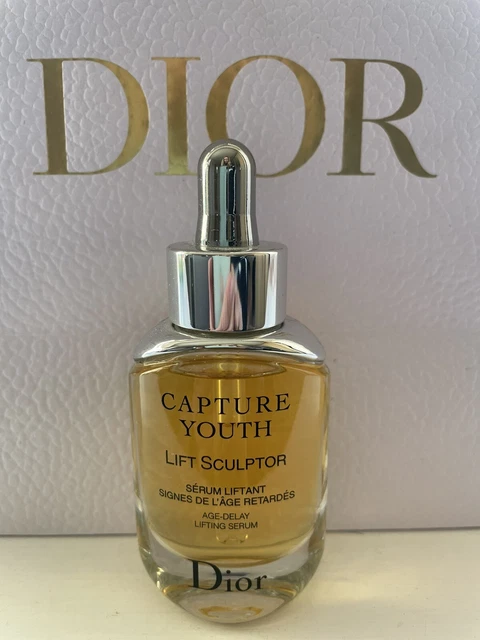 DIOR
CAPTURE
YOUTH
LIFT SCULPTOR
SÉRUM LIFTANT
SIGNES DE L'ÂGE RETARDÉS
AGE-DELAY
LIFTING SERUM
Dior